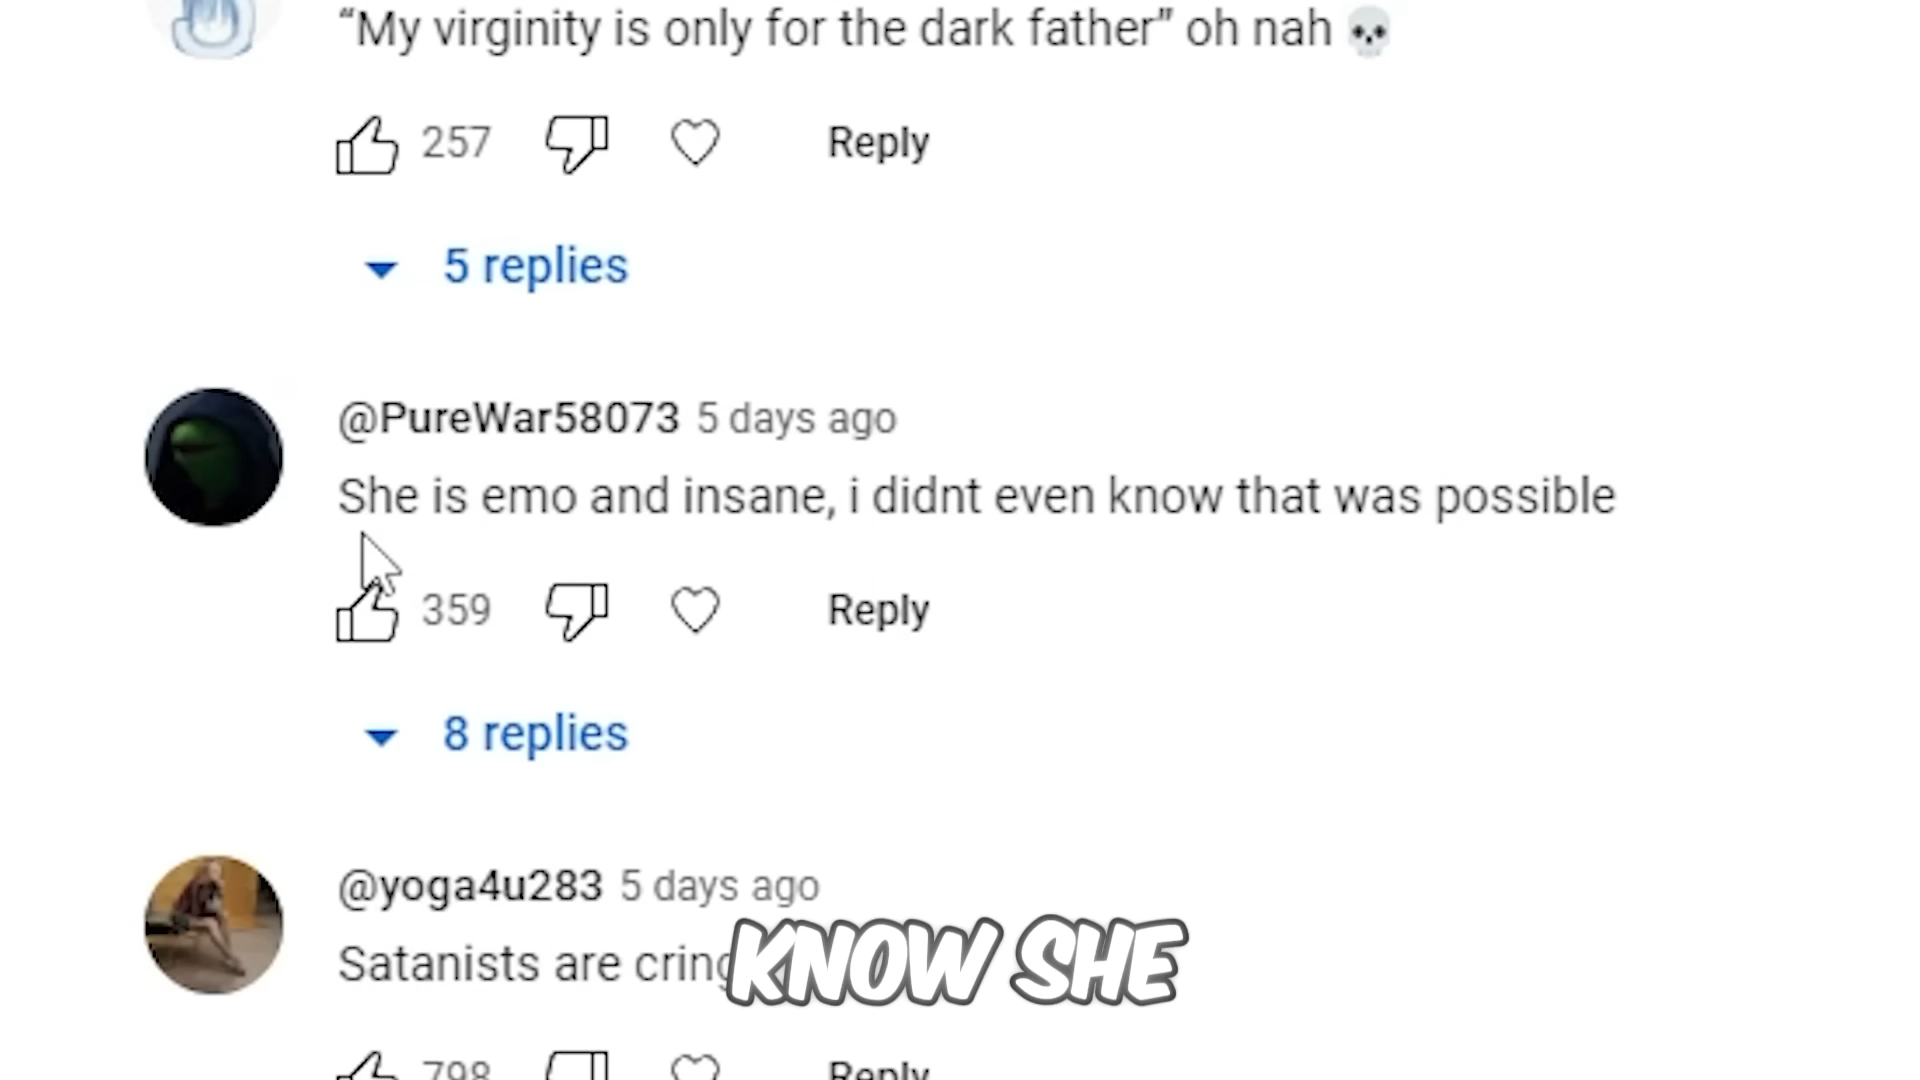 “My virginity is only for the dark father” oh nah 💀
257 Reply
5 replies
@PureWar58073 5 days ago
She is emo and insane, i didnt even know that was possible
359 Reply
8 replies
@yoga4u283 5 days ago
Satanists are cring
KNOW SHE
798 Reply